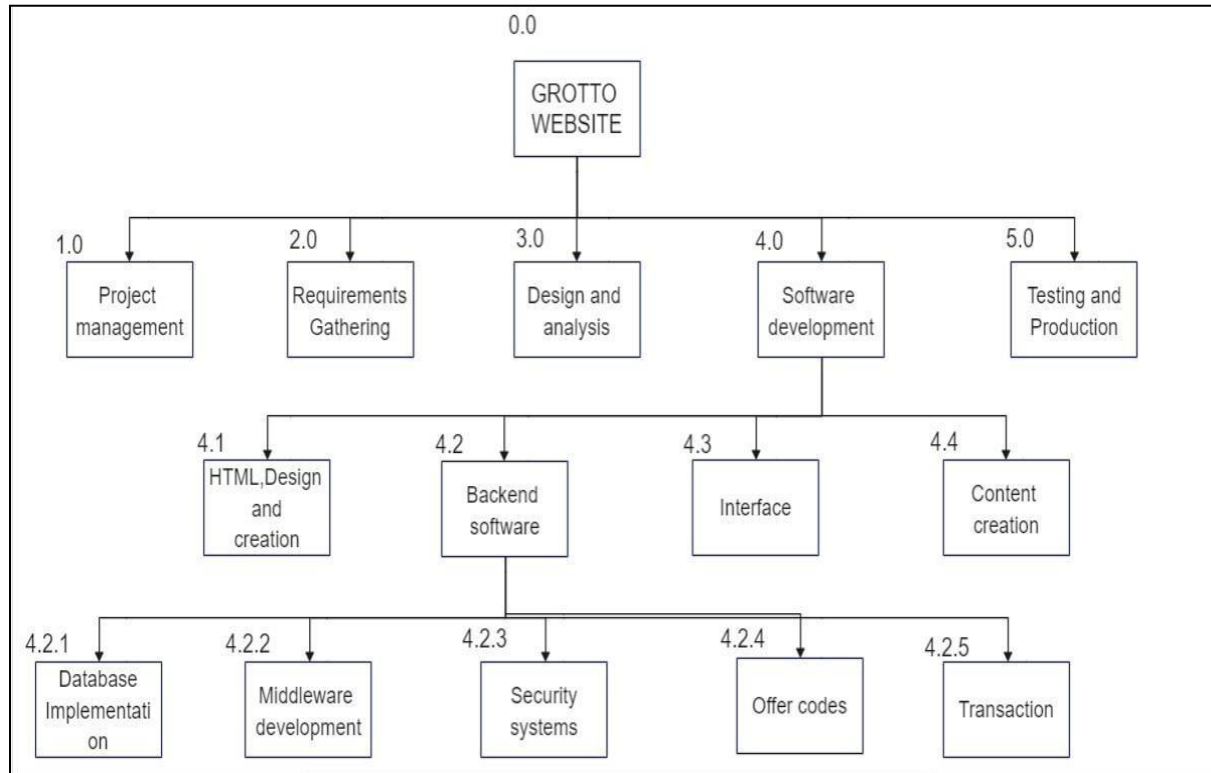 0.0
GROTTO
WEBSITE
1.0
2.0
3.0
4.0
5.0
Project
management
Requirements
Gathering
Design and
analysis
Software
development
Testing and
Production
4.1
4.2
4.3
4.4
HTML,Design
and
creation
Backend
software
Interface
Content
creation
4.2.1
4.2.2
4.2.3
4.2.4
4.2.5
Database
Implementati
on
Middleware
development
Security
systems
Offer codes
Transaction